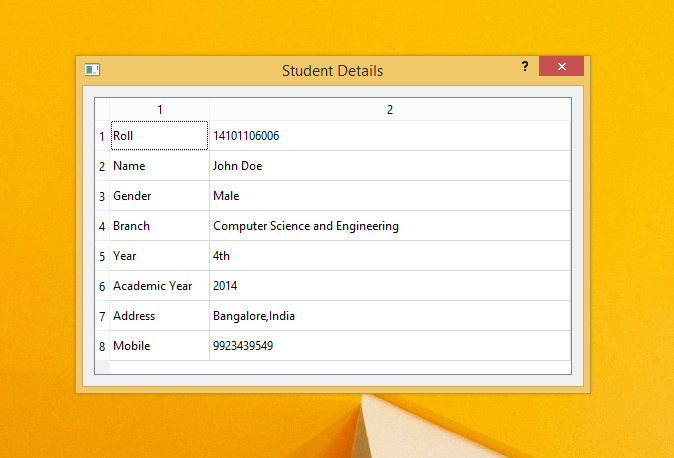 Student Details
?
1 2
1 Roll 14101106006
2 Name John Doe
3 Gender Male
4 Branch Computer Science and Engineering
5 Year 4th
6 Academic Year 2014
7 Address Bangalore,India
8 Mobile 9923439549